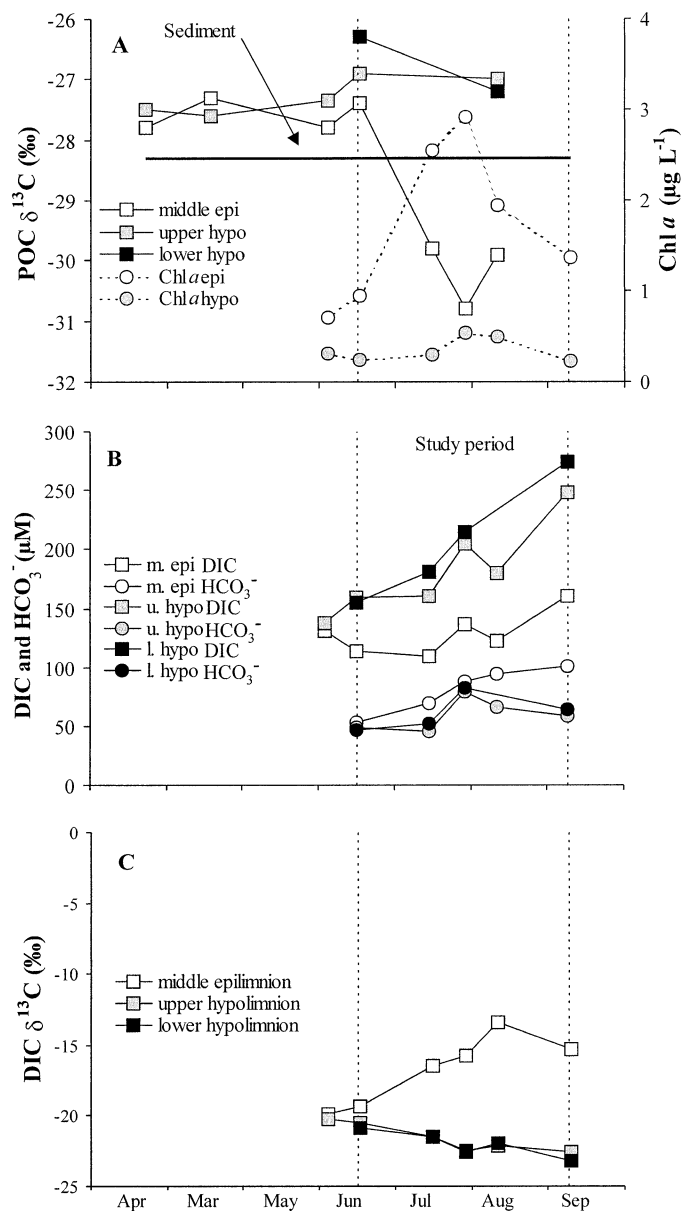 A
Sediment
-26
-27
-28
-29
-30
-31
-32
POC δ¹³C (‰)
4
3
2
1
0
Chl a (µg L⁻¹)
middle epi
upper hypo
lower hypo
Chl a epi
Chl a hypo
B
Study period
300
250
200
150
100
50
0
DIC and HCO₃⁻ (µM)
m. epi DIC
m. epi HCO₃⁻
u. hypo DIC
u. hypo HCO₃⁻
l. hypo DIC
l. hypo HCO₃⁻
C
0
-5
-10
-15
-20
-25
DIC δ¹³C (‰)
middle epilimnion
upper hypolimnion
lower hypolimnion
Apr Mar May Jun Jul Aug Sep